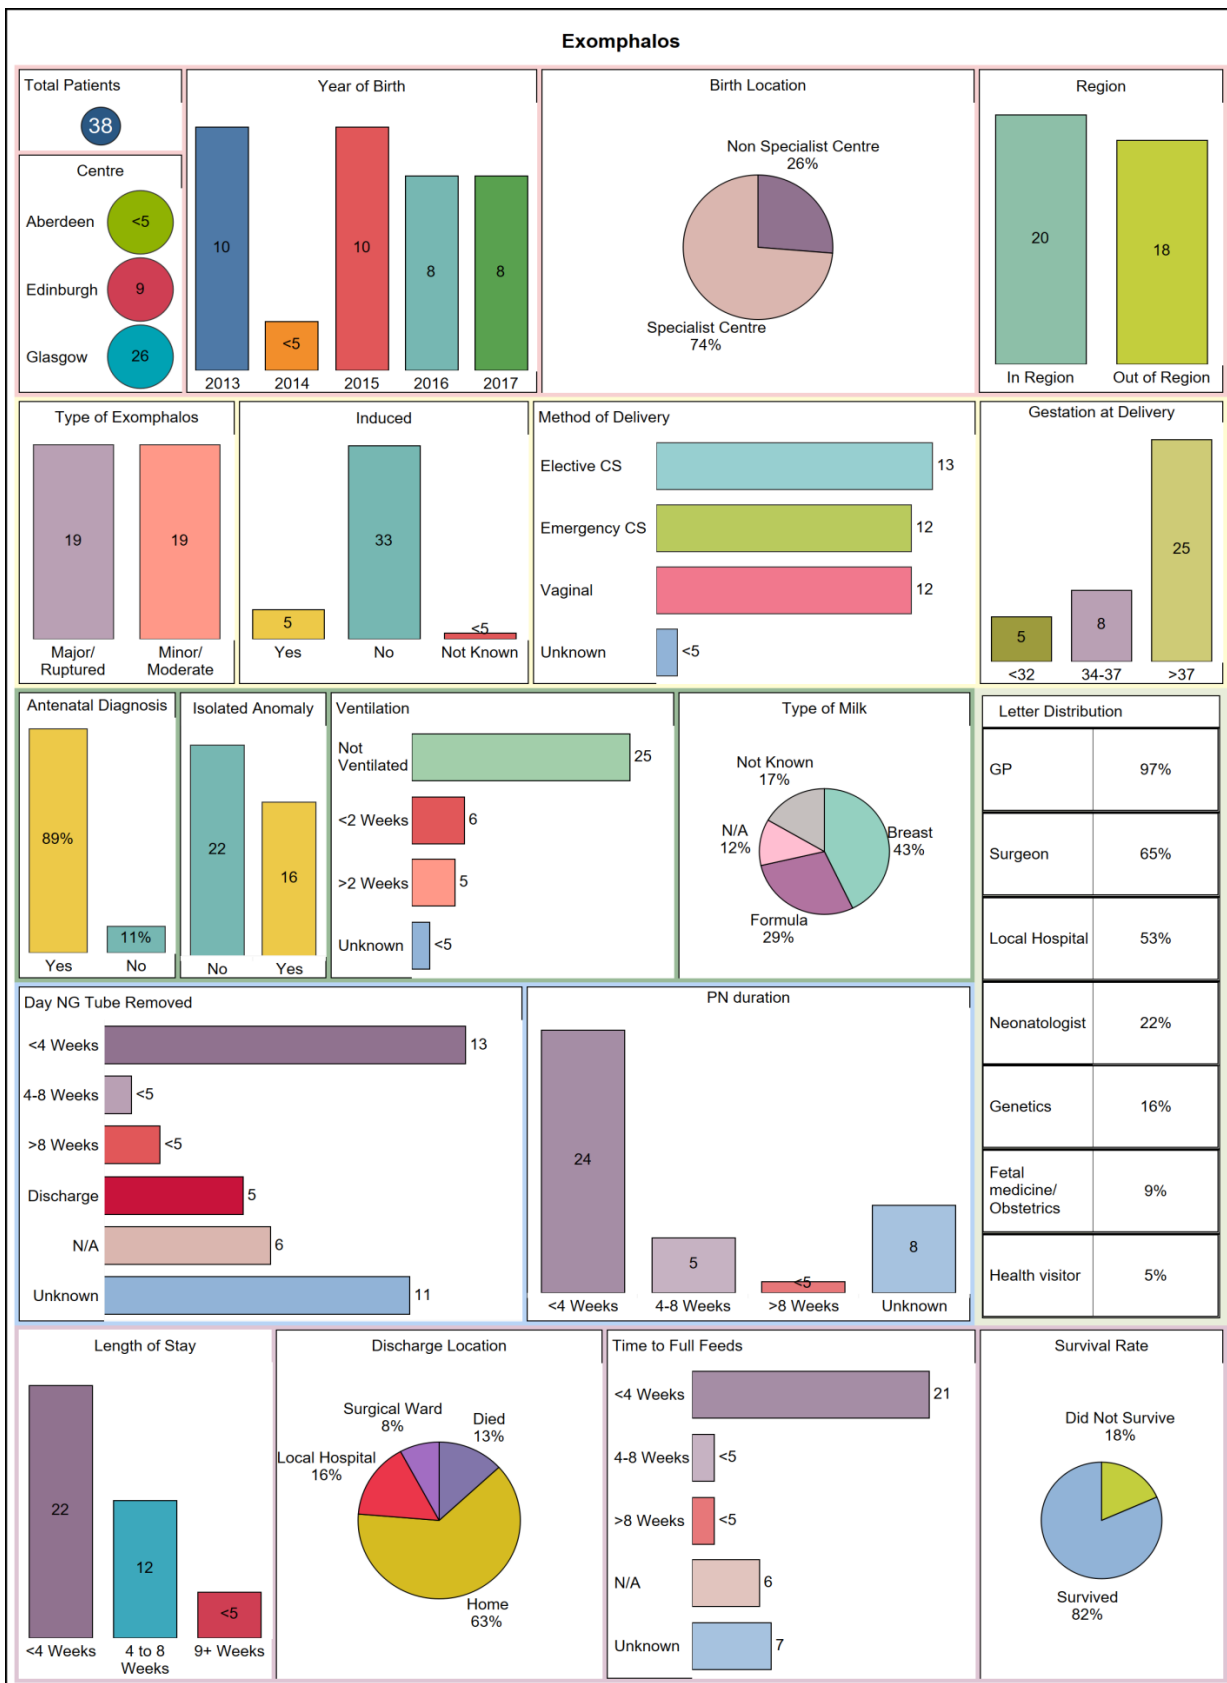 Exomphalos
Total Patients
38
Centre
Aberdeen
<5
Edinburgh
9
Glasgow
26
Year of Birth
10
<5
10
8
8
2013
2014
2015
2016
2017
Birth Location
Non Specialist Centre
26%
Specialist Centre
74%
Region
20
18
In Region
Out of Region
Type of Exomphalos
19
19
Major/
Ruptured
Minor/
Moderate
Induced
5
33
<5
Yes
No
Not Known
Method of Delivery
Elective CS
13
Emergency CS
12
Vaginal
12
Unknown
<5
Gestation at Delivery
5
8
25
<32
34-37
>37
Antenatal Diagnosis
89%
11%
Yes
No
Isolated Anomaly
22
16
No
Yes
Ventilation
Not
Ventilated
25
<2 Weeks
6
>2 Weeks
5
Unknown
<5
Type of Milk
Not Known
17%
N/A
12%
Breast
43%
Formula
29%
Letter Distribution
GP
97%
Surgeon
65%
Local Hospital
53%
Neonatologist
22%
Genetics
16%
Fetal
medicine/
Obstetrics
9%
Health visitor
5%
Day NG Tube Removed
<4 Weeks
13
4-8 Weeks
<5
>8 Weeks
<5
Discharge
5
N/A
6
Unknown
11
PN duration
24
5
<5
8
<4 Weeks
4-8 Weeks
>8 Weeks
Unknown
Length of Stay
22
12
<5
<4 Weeks
4 to 8
Weeks
9+ Weeks
Discharge Location
Surgical Ward
8%
Died
13%
Local Hospital
16%
Home
63%
Time to Full Feeds
<4 Weeks
21
4-8 Weeks
<5
>8 Weeks
<5
N/A
6
Unknown
7
Survival Rate
Did Not Survive
18%
Survived
82%